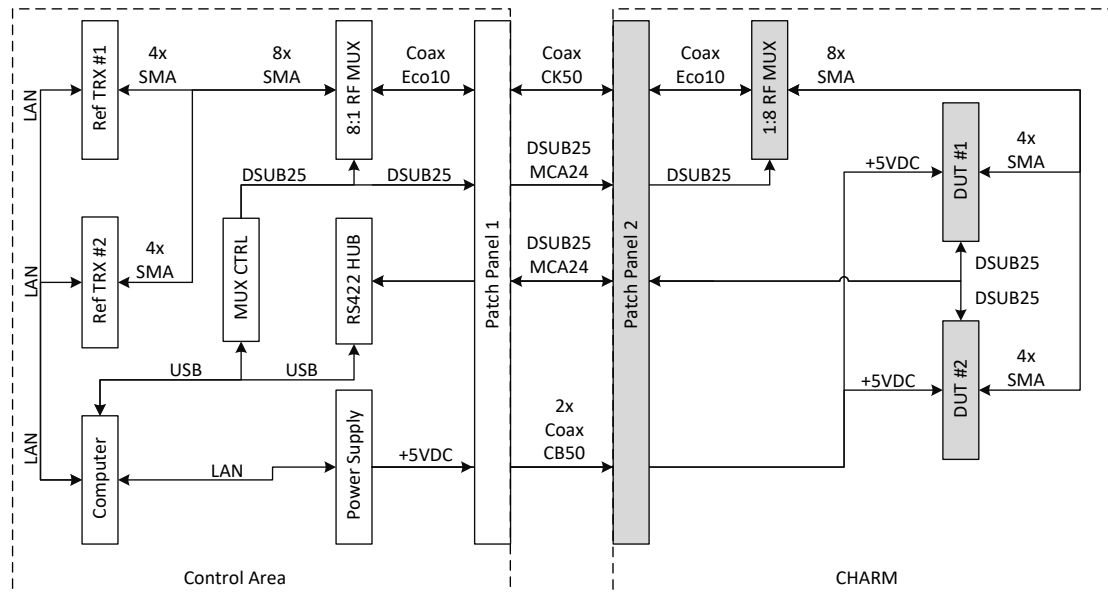 LAN
Ref TRX #1
4x
SMA
8x
SMA
8:1 RF MUX
Coax
Eco10
Coax
CK50
Coax
Eco10
1:8 RF MUX
8x
SMA
DSUB25
DSUB25
DSUB25
MCA24
DSUB25
+5VDC
DUT #1
4x
SMA
LAN
Ref TRX #2
4x
SMA
MUX CTRL
RS422 HUB
Patch Panel 1
DSUB25
MCA24
Patch Panel 2
DSUB25
DSUB25
USB
USB
+5VDC
DUT #2
4x
SMA
LAN
Computer
LAN
Power Supply
+5VDC
2x
Coax
CB50
Control Area
CHARM